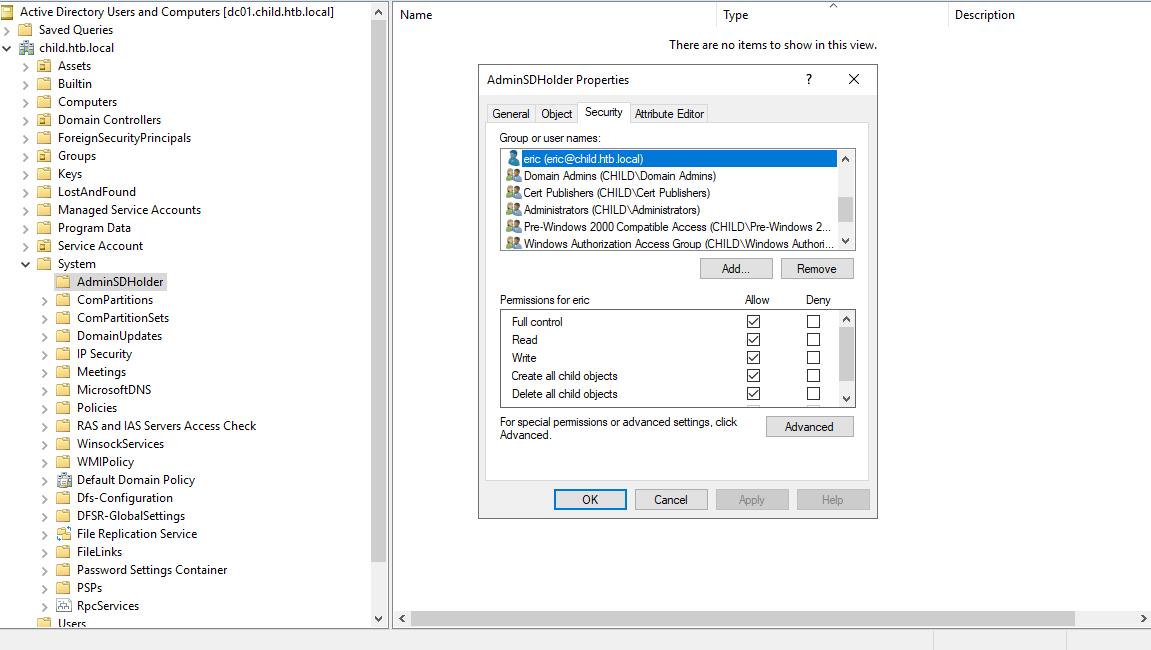 Active Directory Users and Computers [dc01.child.htb.local]
Saved Queries
child.htb.local
Assets
Builtin
Computers
Domain Controllers
ForeignSecurityPrincipals
Groups
Keys
LostAndFound
Managed Service Accounts
Program Data
Service Account
System
AdminSDHolder
ComPartitions
ComPartitionSets
DomainUpdates
IP Security
Meetings
MicrosoftDNS
Policies
RAS and IAS Servers Access Check
WinsockServices
WMIPolicy
Default Domain Policy
Dfs-Configuration
DFSR-GlobalSettings
File Replication Service
FileLinks
Password Settings Container
PSPs
RpcServices
Users
Name Type Description
There are no items to show in this view.
AdminSDHolder Properties ?
General Object Security Attribute Editor
Group or user names:
eric (eric@child.htb.local)
Domain Admins (CHILD\Domain Admins)
Cert Publishers (CHILD\Cert Publishers)
Administrators (CHILD\Administrators)
Pre-Windows 2000 Compatible Access (CHILD\Pre-Windows 2...
Windows Authorization Access Group (CHILD\Windows Authori...
Add... Remove
Permissions for eric Allow Deny
Full control
Read
Write
Create all child objects
Delete all child objects
For special permissions or advanced settings, click
Advanced.
Advanced
OK Cancel Apply Help